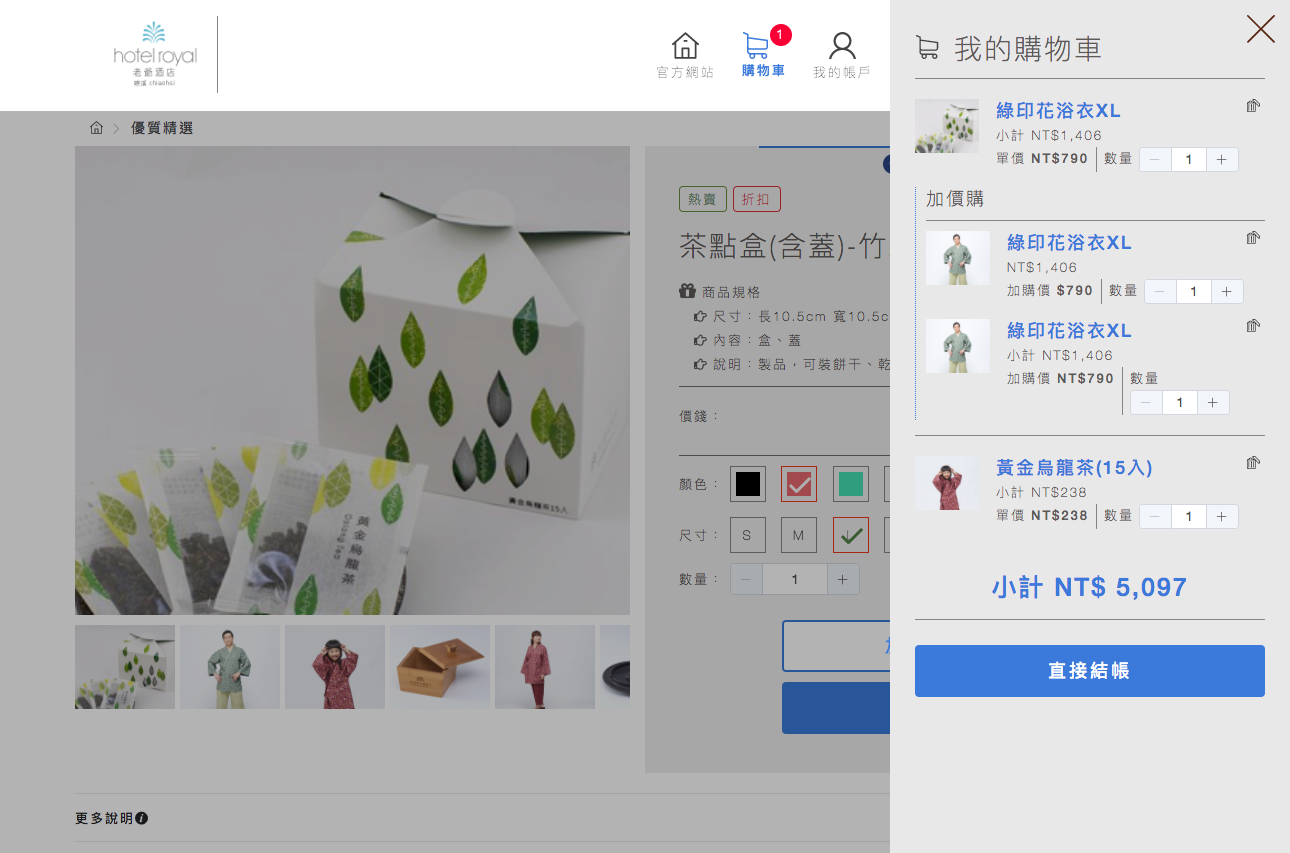 hotel royal
老爺酒店
礁溪 chiaohsi
官方網站
購物車
1
我的帳戶
優質精選
黃金烏龍茶15入
黃金烏龍茶
Oolong Tea
熱賣
折扣
茶點盒(含蓋)-竹
商品規格
尺寸：長10.5cm 寬10.5c
內容：盒、蓋
說明：製品，可裝餅干、乾
價錢：
顏色：
尺寸： S M L
數量： － 1 ＋
更多說明
我的購物車
綠印花浴衣XL
小計 NT$1,406
單價 NT$790 數量 － 1 ＋
加價購
綠印花浴衣XL
NT$1,406
加購價 $790 數量 － 1 ＋
綠印花浴衣XL
小計 NT$1,406
加購價 NT$790 數量
－ 1 ＋
黃金烏龍茶(15入)
小計 NT$238
單價 NT$238 數量 － 1 ＋
小計 NT$ 5,097
直接結帳